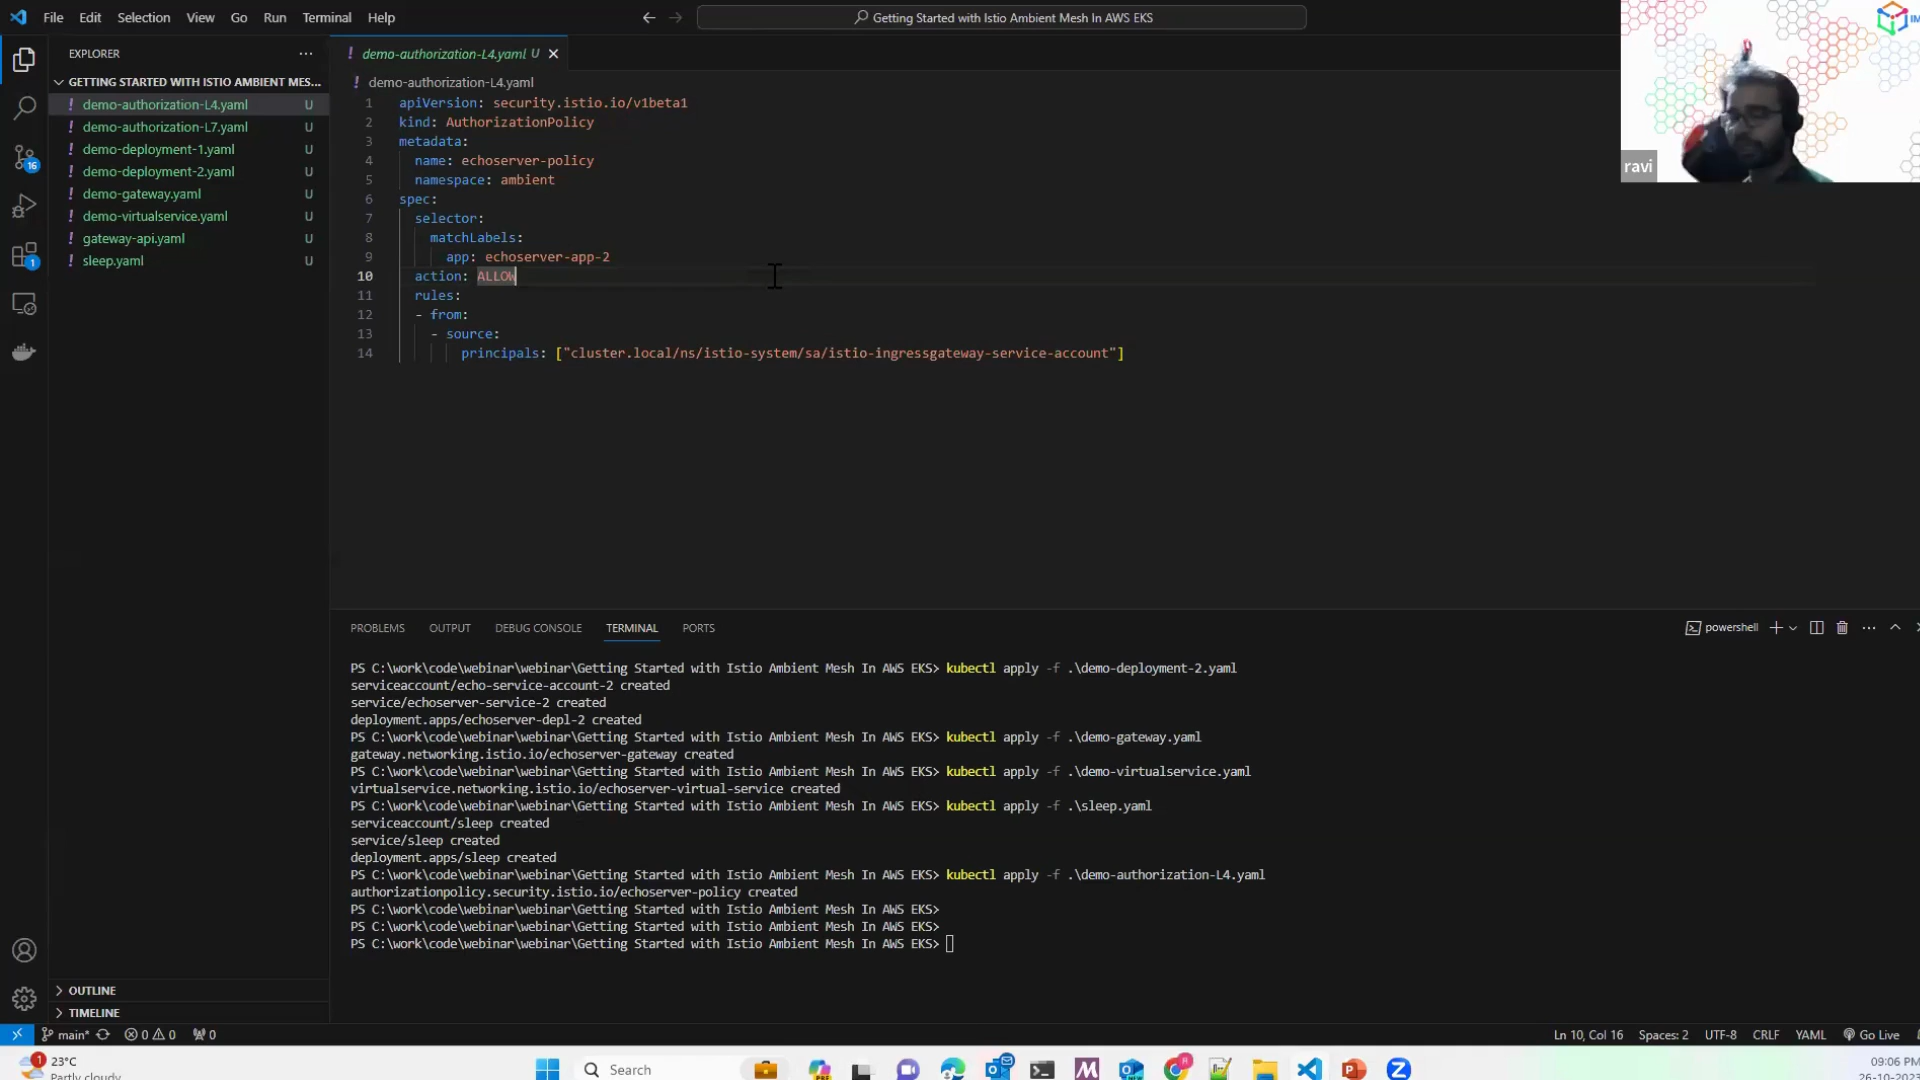 File Edit Selection View Go Run Terminal Help
Getting Started with Istio Ambient Mesh In AWS EKS
EXPLORER
GETTING STARTED WITH ISTIO AMBIENT MES...
demo-authorization-L4.yaml U
demo-authorization-L7.yaml U
demo-deployment-1.yaml U
demo-deployment-2.yaml U
demo-gateway.yaml U
demo-virtualservice.yaml U
gateway-api.yaml U
sleep.yaml U
16
1
OUTLINE
TIMELINE
demo-authorization-L4.yaml U
demo-authorization-L4.yaml
1 apiVersion: security.istio.io/v1beta1
2 kind: AuthorizationPolicy
3 metadata:
4 name: echoserver-policy
5 namespace: ambient
6 spec:
7 selector:
8 matchLabels:
9 app: echoserver-app-2
10 action: ALLOW
11 rules:
12 - from:
13 - source:
14 principals: ["cluster.local/ns/istio-system/sa/istio-ingressgateway-service-account"]
ravi
PROBLEMS OUTPUT DEBUG CONSOLE TERMINAL PORTS
powershell
PS C:\work\code\webinar\webinar\Getting Started with Istio Ambient Mesh In AWS EKS> kubectl apply -f .\demo-deployment-2.yaml
serviceaccount/echo-service-account-2 created
service/echoserver-service-2 created
deployment.apps/echoserver-depl-2 created
PS C:\work\code\webinar\webinar\Getting Started with Istio Ambient Mesh In AWS EKS> kubectl apply -f .\demo-gateway.yaml
gateway.networking.istio.io/echoserver-gateway created
PS C:\work\code\webinar\webinar\Getting Started with Istio Ambient Mesh In AWS EKS> kubectl apply -f .\demo-virtualservice.yaml
virtualservice.networking.istio.io/echoserver-virtual-service created
PS C:\work\code\webinar\webinar\Getting Started with Istio Ambient Mesh In AWS EKS> kubectl apply -f .\sleep.yaml
serviceaccount/sleep created
service/sleep created
deployment.apps/sleep created
PS C:\work\code\webinar\webinar\Getting Started with Istio Ambient Mesh In AWS EKS> kubectl apply -f .\demo-authorization-L4.yaml
authorizationpolicy.security.istio.io/echoserver-policy created
PS C:\work\code\webinar\webinar\Getting Started with Istio Ambient Mesh In AWS EKS>
PS C:\work\code\webinar\webinar\Getting Started with Istio Ambient Mesh In AWS EKS>
PS C:\work\code\webinar\webinar\Getting Started with Istio Ambient Mesh In AWS EKS>
main* 0 0 0
Ln 10, Col 16 Spaces: 2 UTF-8 CRLF YAML Go Live
1
23°C
Partly cloudy
Search
09:06 PM